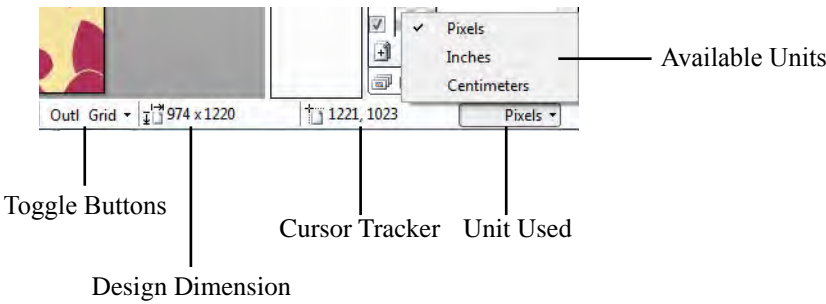 Pixels
Inches
Centimeters
Available Units
Outl Grid
974 x 1220
1221, 1023
Pixels
Toggle Buttons
Cursor Tracker
Unit Used
Design Dimension